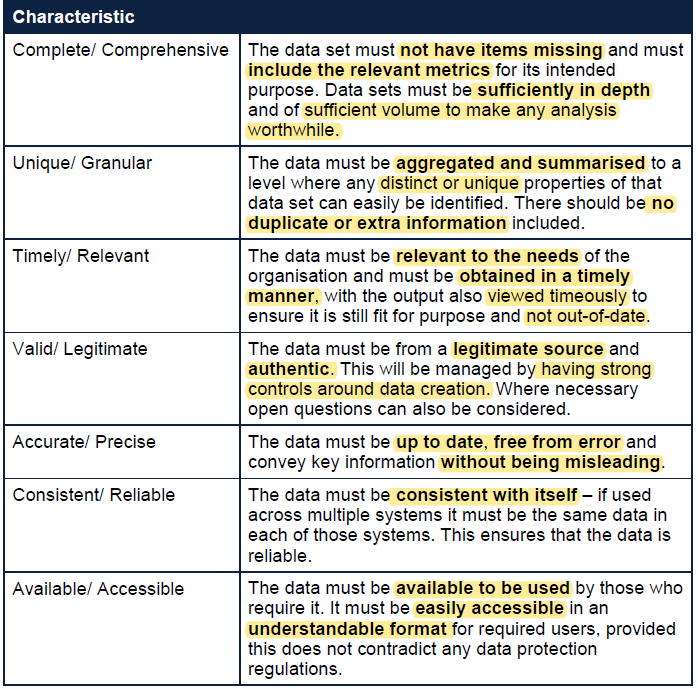 Characteristic
Complete/ Comprehensive
The data set must not have items missing and must
include the relevant metrics for its intended
purpose. Data sets must be sufficiently in depth
and of sufficient volume to make any analysis
worthwhile.
Unique/ Granular
The data must be aggregated and summarised to a
level where any distinct or unique properties of that
data set can easily be identified. There should be no
duplicate or extra information included.
Timely/ Relevant
The data must be relevant to the needs of the
organisation and must be obtained in a timely
manner, with the output also viewed timeously to
ensure it is still fit for purpose and not out-of-date.
Valid/ Legitimate
The data must be from a legitimate source and
authentic. This will be managed by having strong
controls around data creation. Where necessary
open questions can also be considered.
Accurate/ Precise
The data must be up to date, free from error and
convey key information without being misleading.
Consistent/ Reliable
The data must be consistent with itself – if used
across multiple systems it must be the same data in
each of those systems. This ensures that the data is
reliable.
Available/ Accessible
The data must be available to be used by those who
require it. It must be easily accessible in an
understandable format for required users, provided
this does not contradict any data protection
regulations.